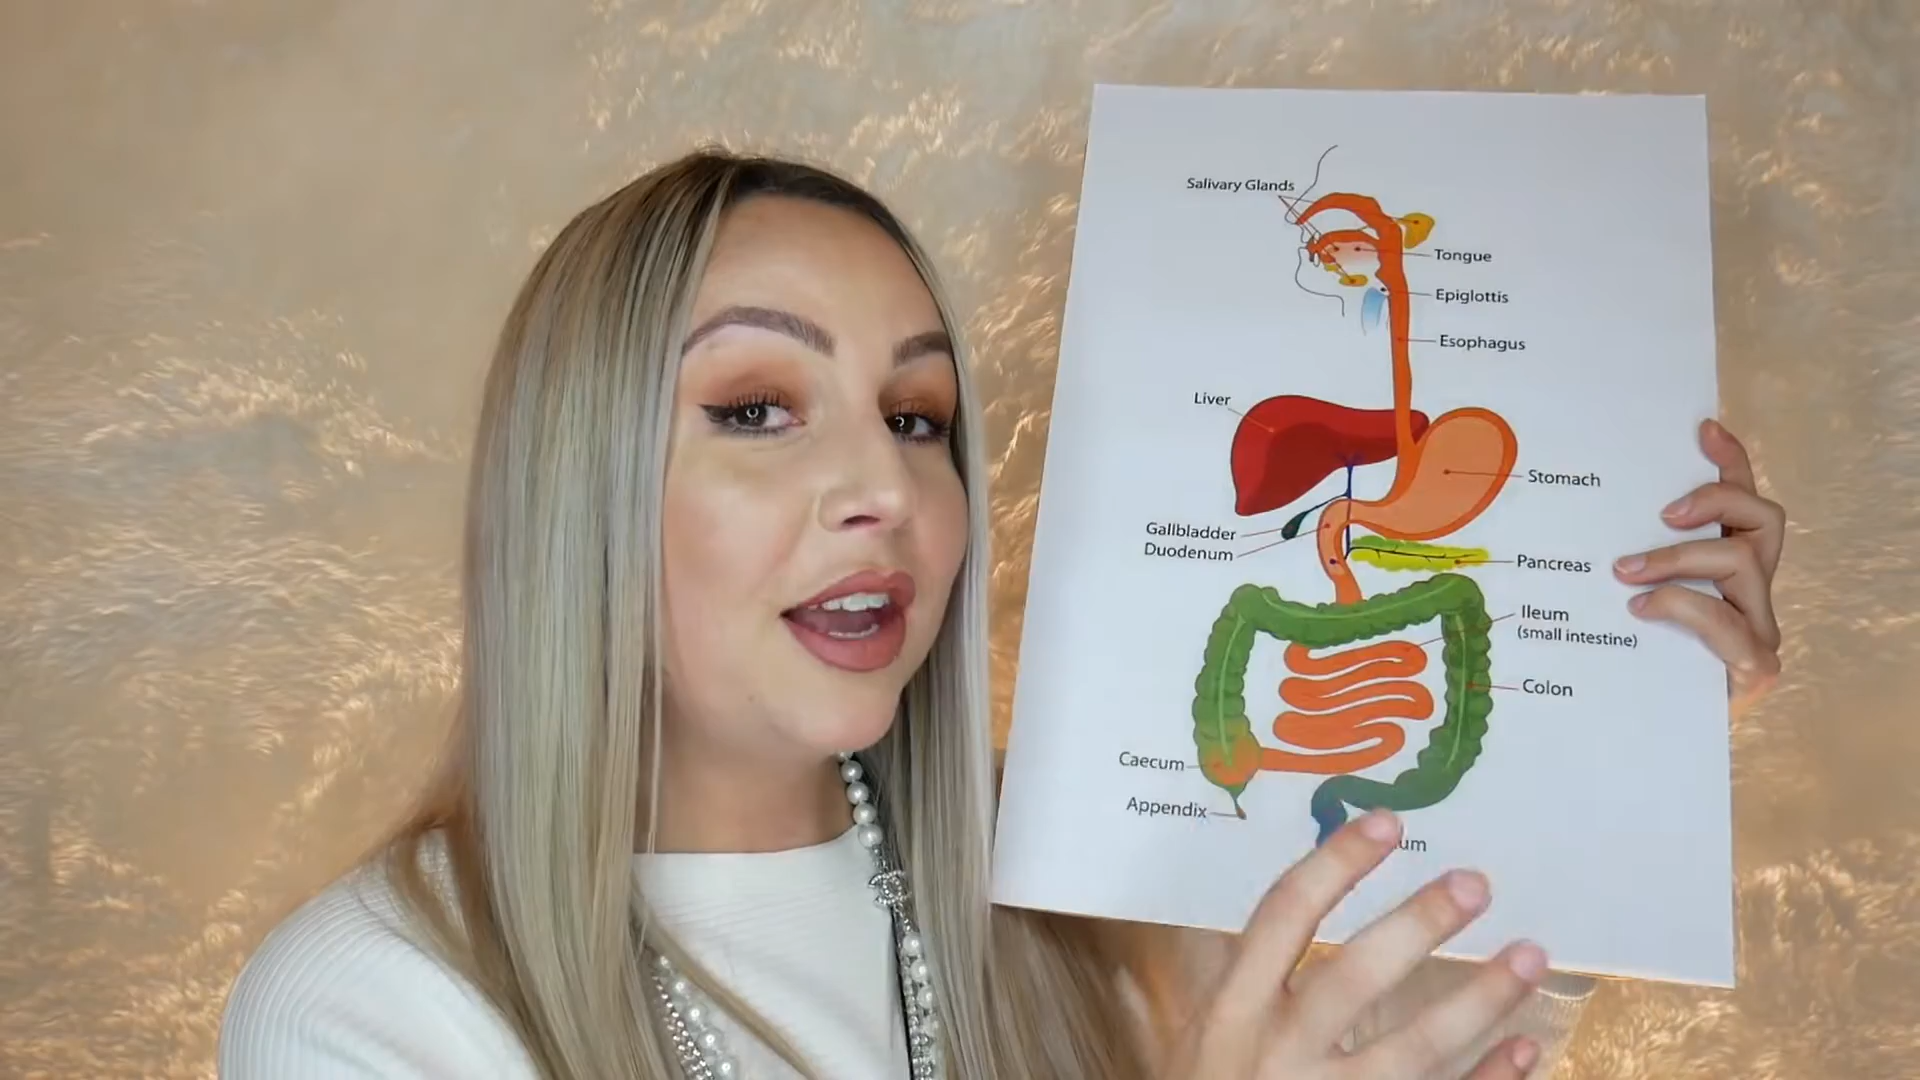 Salivary Glands
Tongue
Epiglottis
Esophagus
Liver
Stomach
Gallbladder
Duodenum
Pancreas
Ileum
(small intestine)
Colon
Caecum
Appendix